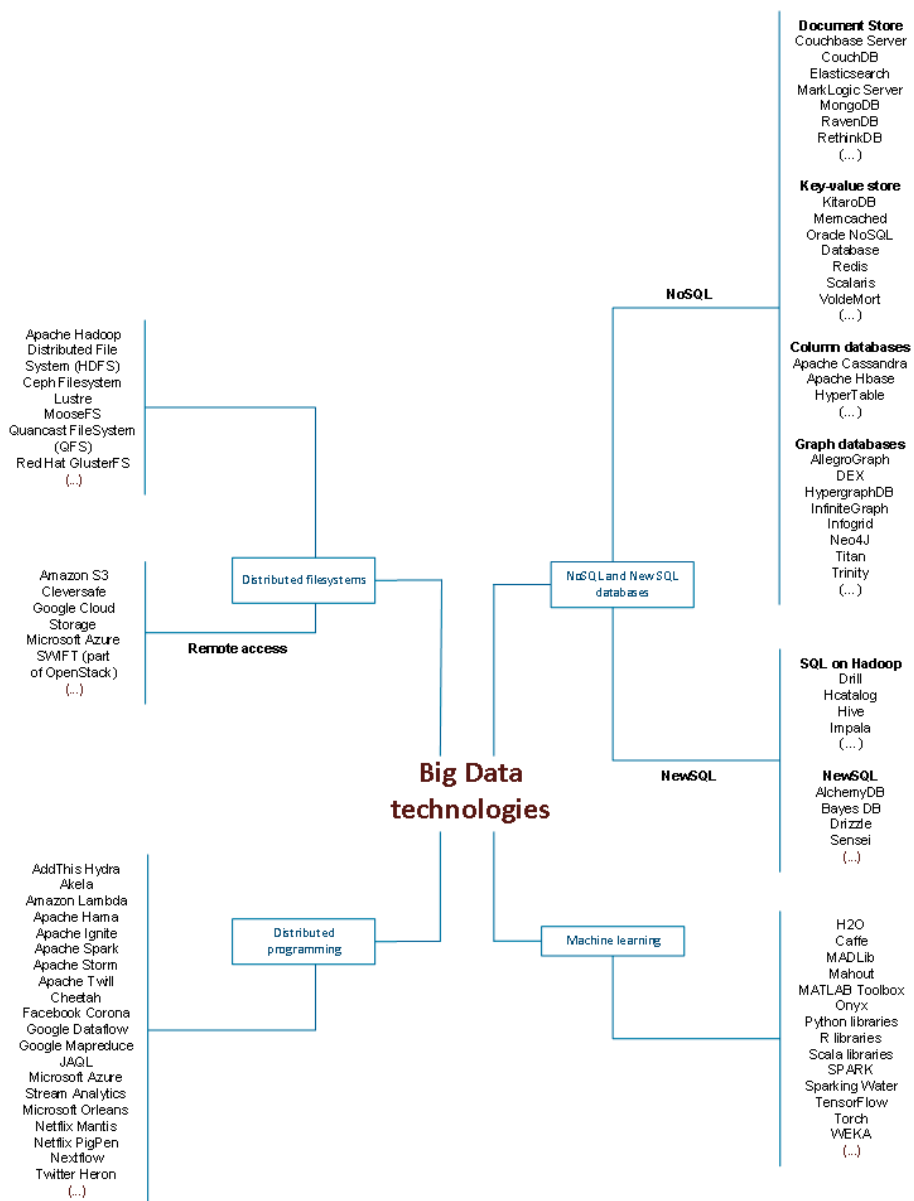 Document Store
Couchbase Server
CouchDB
Elasticsearch
MarkLogic Server
MongoDB
RavenDB
RethinkDB
(...)
Key-value store
KitaroDB
Memcached
Oracle NoSQL
Database
Redis
Scalaris
VoldeMort
(...)
Column databases
Apache Cassandra
Apache Hbase
HyperTable
(...)
Graph databases
AllegroGraph
DEX
HypergraphDB
InfiniteGraph
Infogrid
Neo4J
Titan
Trinity
(...)
NoSQL
Apache Hadoop
Distributed File
System (HDFS)
Ceph Filesystem
Lustre
MooseFS
Quancast FileSystem
(QFS)
Red Hat GlusterFS
(...)
Distributed filesystems
NoSQL and New SQL
databases
Amazon S3
Cleversafe
Google Cloud
Storage
Microsoft Azure
SWIFT (part
of OpenStack)
(...)
Remote access
SQL on Hadoop
Drill
Hcatalog
Hive
Impala
(...)
NewSQL
NewSQL
AlchemyDB
Bayes DB
Drizzle
Sensei
(...)
Big Data
technologies
AddThis Hydra
Akela
Amazon Lambda
Apache Hama
Apache Ignite
Apache Spark
Apache Storm
Apache Twill
Cheetah
Facebook Corona
Google Dataflow
Google Mapreduce
JAQL
Microsoft Azure
Stream Analytics
Microsoft Orleans
Netflix Mantis
Netflix PigPen
Nextflow
Twitter Heron
(...)
Distributed
programming
Machine learning
H2O
Caffe
MADLib
Mahout
MATLAB Toolbox
Onyx
Python libraries
R libraries
Scala libraries
SPARK
Sparking Water
TensorFlow
Torch
WEKA
(...)